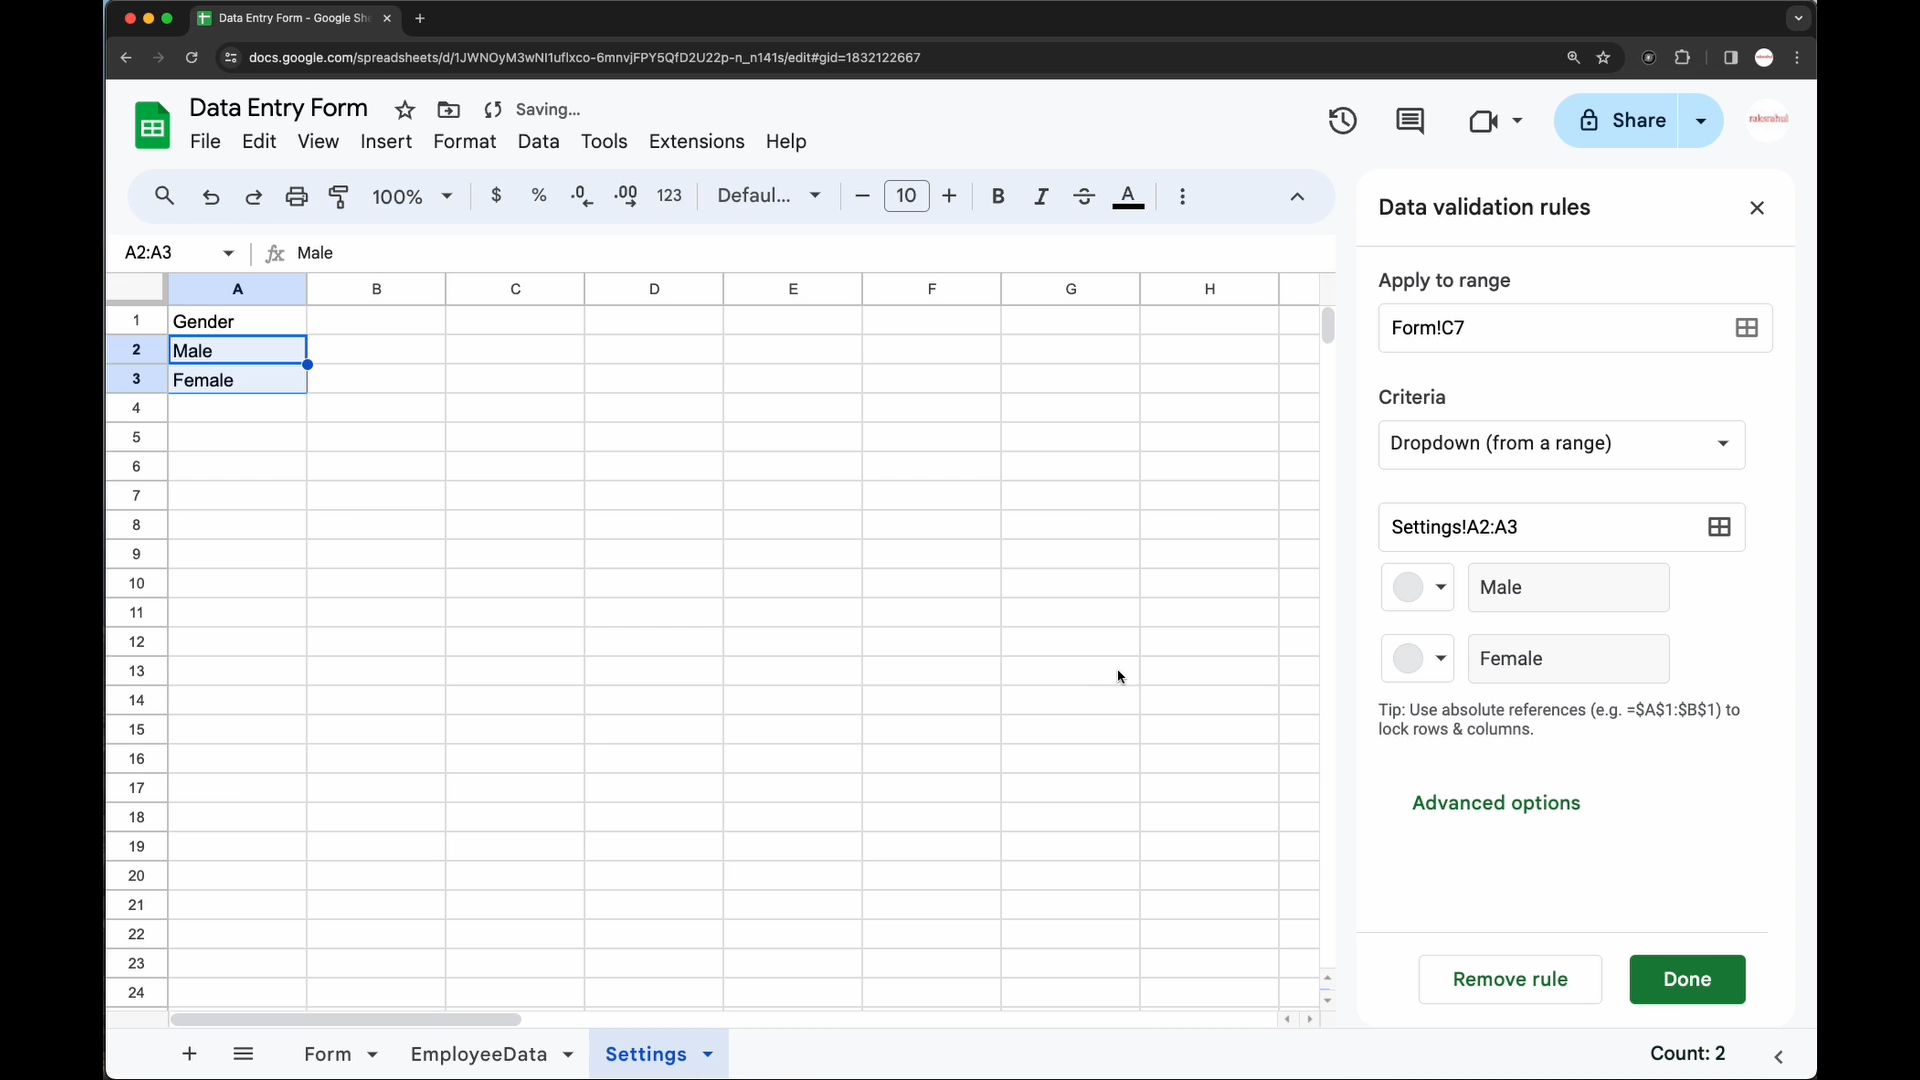 Data Entry Form - Google She
docs.google.com/spreadsheets/d/1JWNOyM3wNI1uflxco-6mnvjFPY5QfD2U22p-n_n141s/edit#gid=1832122667
Data Entry Form
Saving...
File Edit View Insert Format Data Tools Extensions Help
Share
raksrahul
100% $ % .0 .00 123 Defaul... 10 B I S A
Data validation rules
A2:A3 fx Male
A B C D E F G H
Apply to range
1 Gender
Form!C7
2 Male
3 Female
Criteria
4
Dropdown (from a range)
5
6
7
8
Settings!A2:A3
9
10
Male
11
12
Female
13
14
Tip: Use absolute references (e.g. =$A$1:$B$1) to
15
lock rows & columns.
16
17
Advanced options
18
19
20
21
22
23
Remove rule Done
24
Form EmployeeData Settings
Count: 2